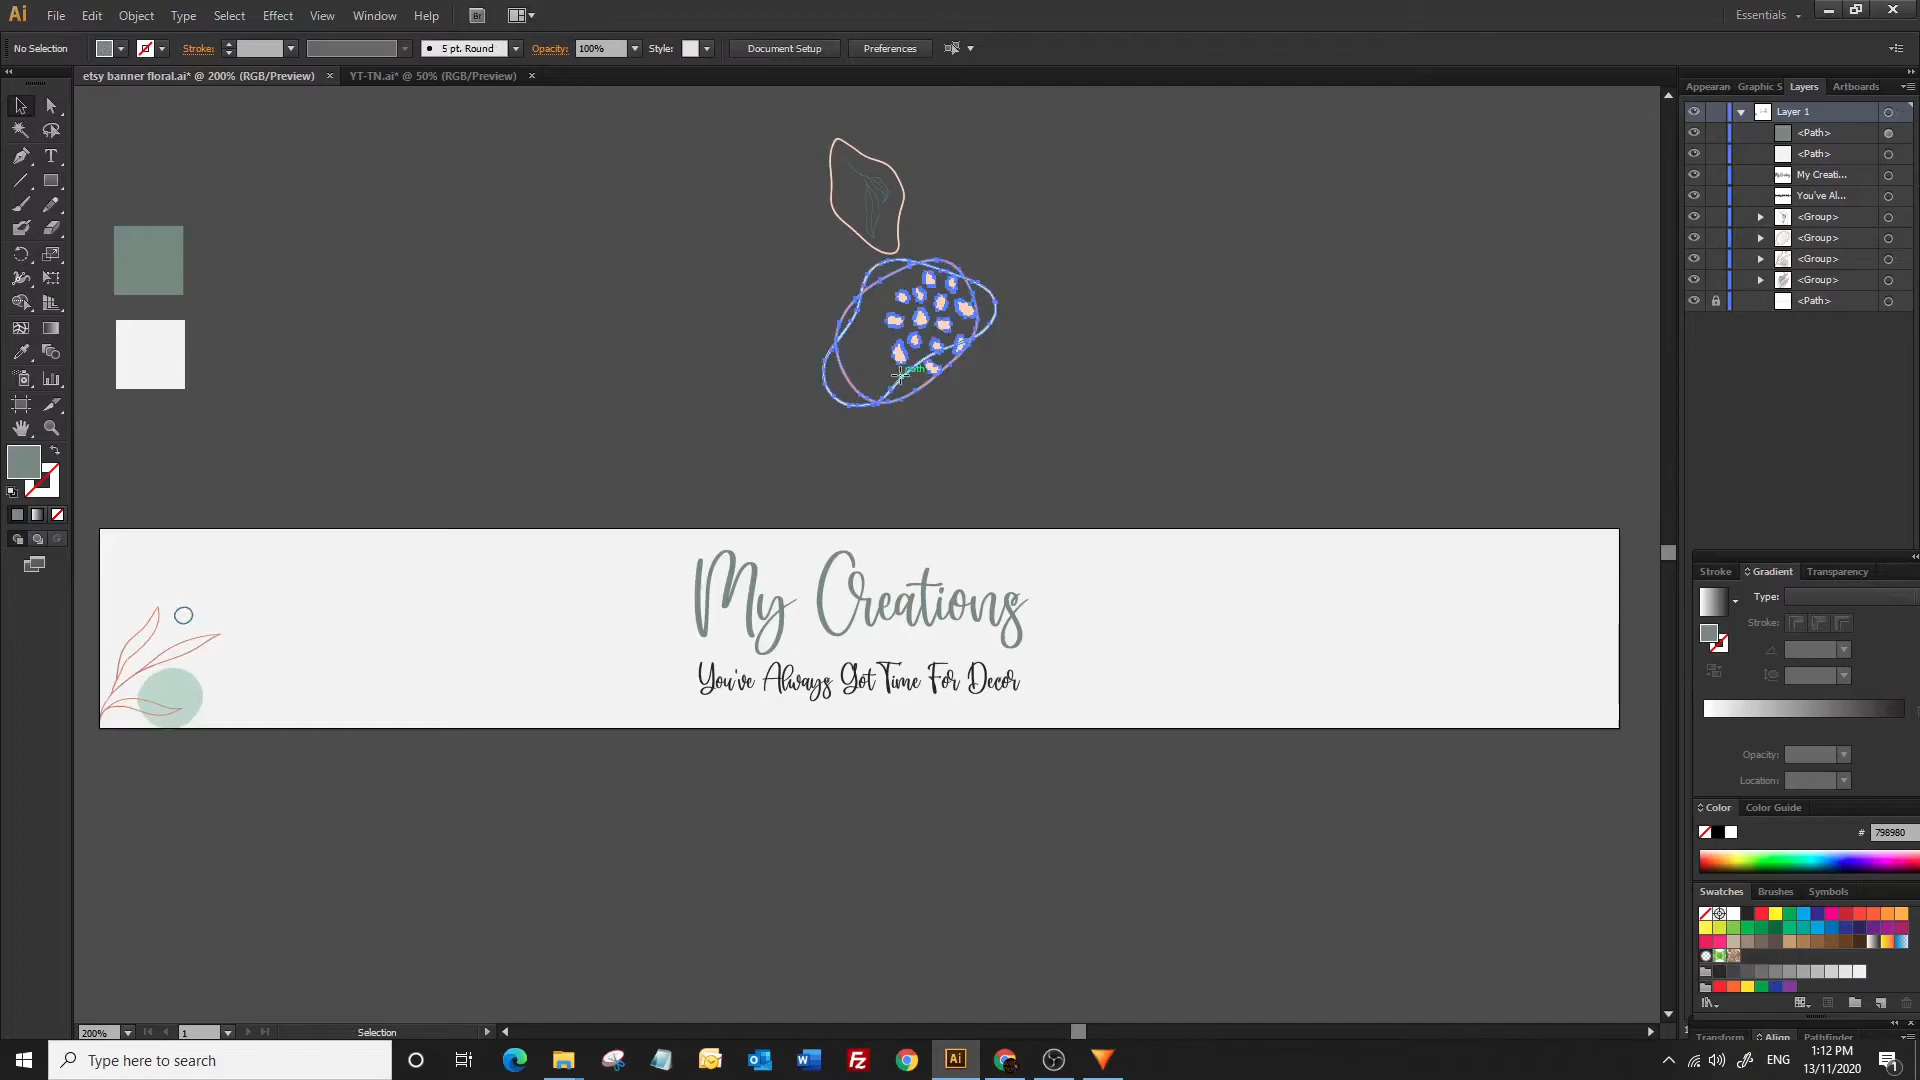 Ai File Edit Object Type Select Effect View Window Help Br Essentials
No Selection Stroke: 5 pt. Round Opacity: 100% Style: Document Setup Preferences
etsy banner floral.ai* @ 200% (RGB/Preview) YT-TN.ai* @ 50% (RGB/Preview)
Appearan Graphic S Layers Artboards
Layer 1
<Path>
<Path>
My Creati...
You've Al...
<Group>
<Group>
<Group>
<Group>
<Path>
path
My Creations
You've Always Got Time For Decor
Stroke Gradient Transparency
Type:
Stroke:
Opacity:
Location:
Color Color Guide
# 798980
Swatches Brushes Symbols
200% 1 Selection
Transform Align Pathfinder
Type here to search
Ai
ENG
1:12 PM
13/11/2020
1